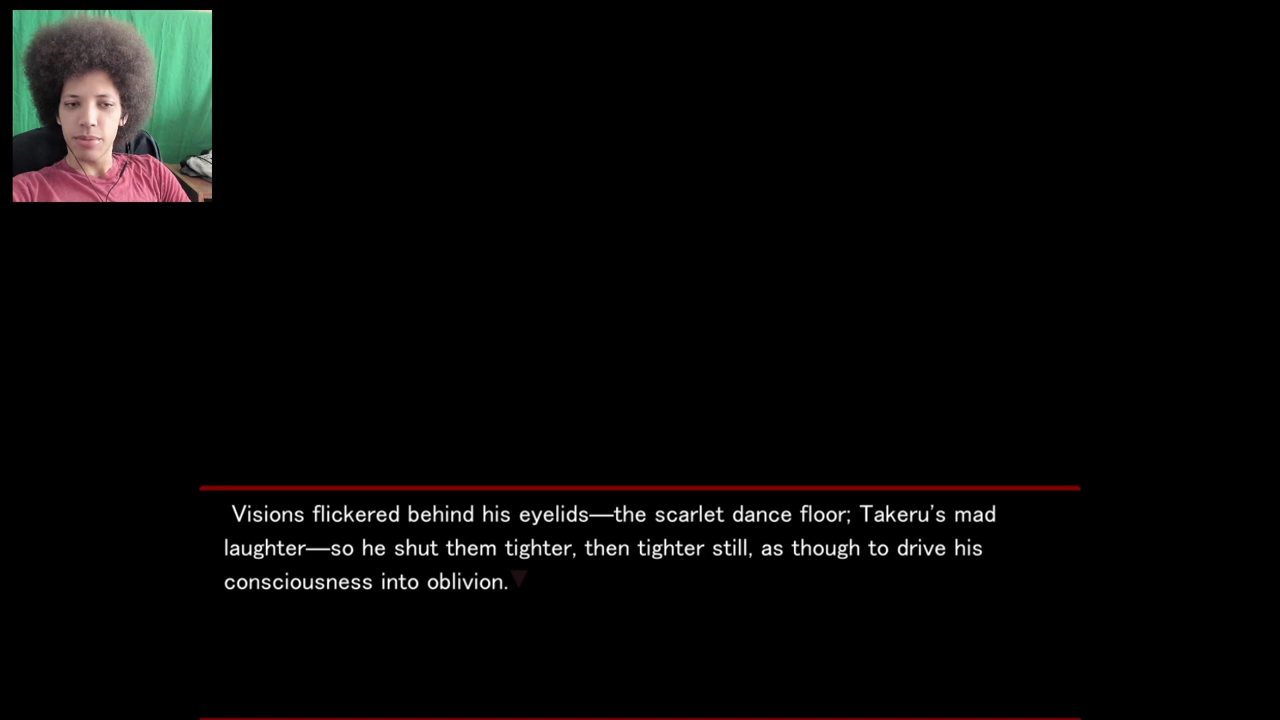 Visions flickered behind his eyelids—the scarlet dance floor; Takeru's mad
laughter—so he shut them tighter, then tighter still, as though to drive his
consciousness into oblivion.